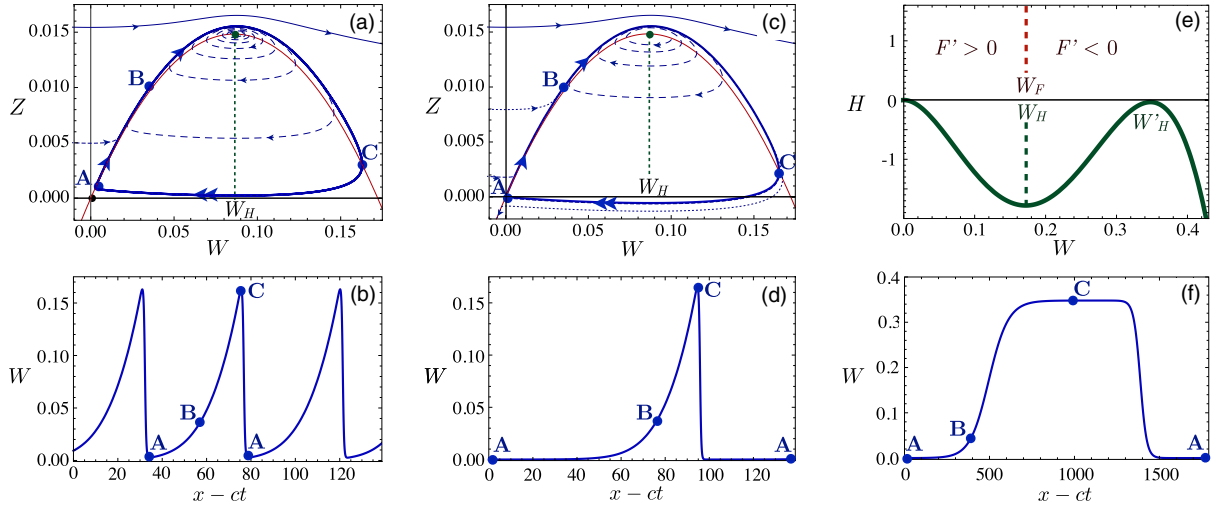 (a)
0.015
B
0.010
Z
0.005
C
A
0.000
W_H
0.00 0.05 0.10 0.15
W
(c)
0.015
B
0.010
Z
0.005
C
0.000
A
W_H
0.00 0.05 0.10 0.15
W
(e)
1
F' > 0 F' < 0
W_F
H
0
W_H
W'_H
-1
0.0 0.1 0.2 0.3 0.4
W
(b)
0.15
C
0.10
W
0.05
B
A A
0.00
0 20 40 60 80 100 120
x − ct
(d)
0.15
C
0.10
W
0.05
B
A A
0.00
0 20 40 60 80 100 120
x − ct
0.4
(f)
C
0.3
0.2
W
0.1
B
A A
0.0
500 1000 1500
x − ct